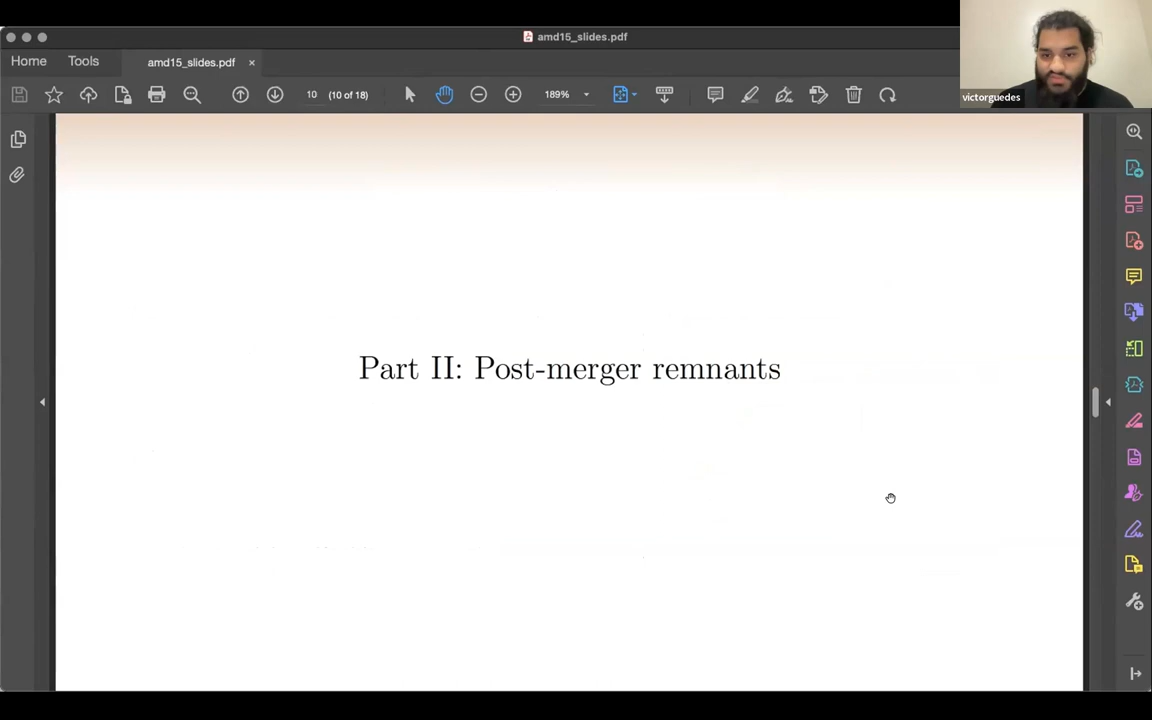 amd15_slides.pdf
Home
Tools
amd15_slides.pdf
×
10
(10 of 18)
189%
victorguedes
Part II: Post-merger remnants